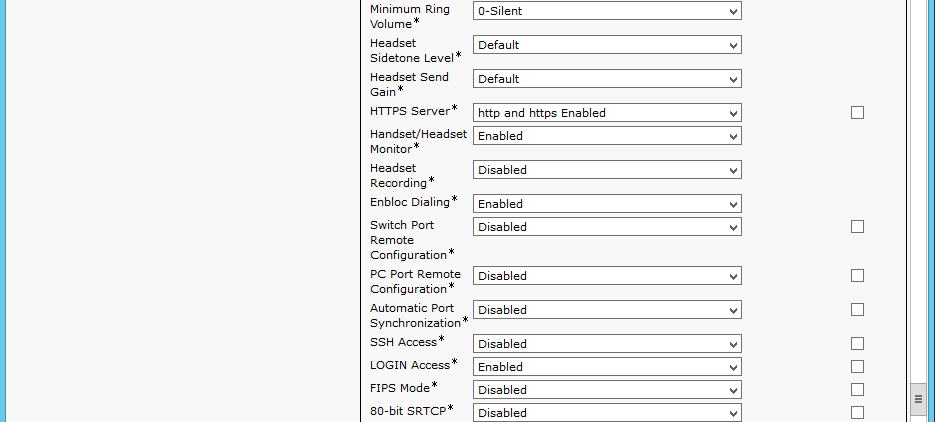 Minimum Ring
Volume*
0-Silent
Headset
Sidetone Level*
Default
Headset Send
Gain*
Default
HTTPS Server*
http and https Enabled
Handset/Headset
Monitor*
Enabled
Headset
Recording*
Disabled
Enbloc Dialing*
Enabled
Switch Port
Remote
Configuration*
Disabled
PC Port Remote
Configuration*
Disabled
Automatic Port
Synchronization*
Disabled
SSH Access*
Disabled
LOGIN Access*
Enabled
FIPS Mode*
Disabled
80-bit SRTCP*
Disabled